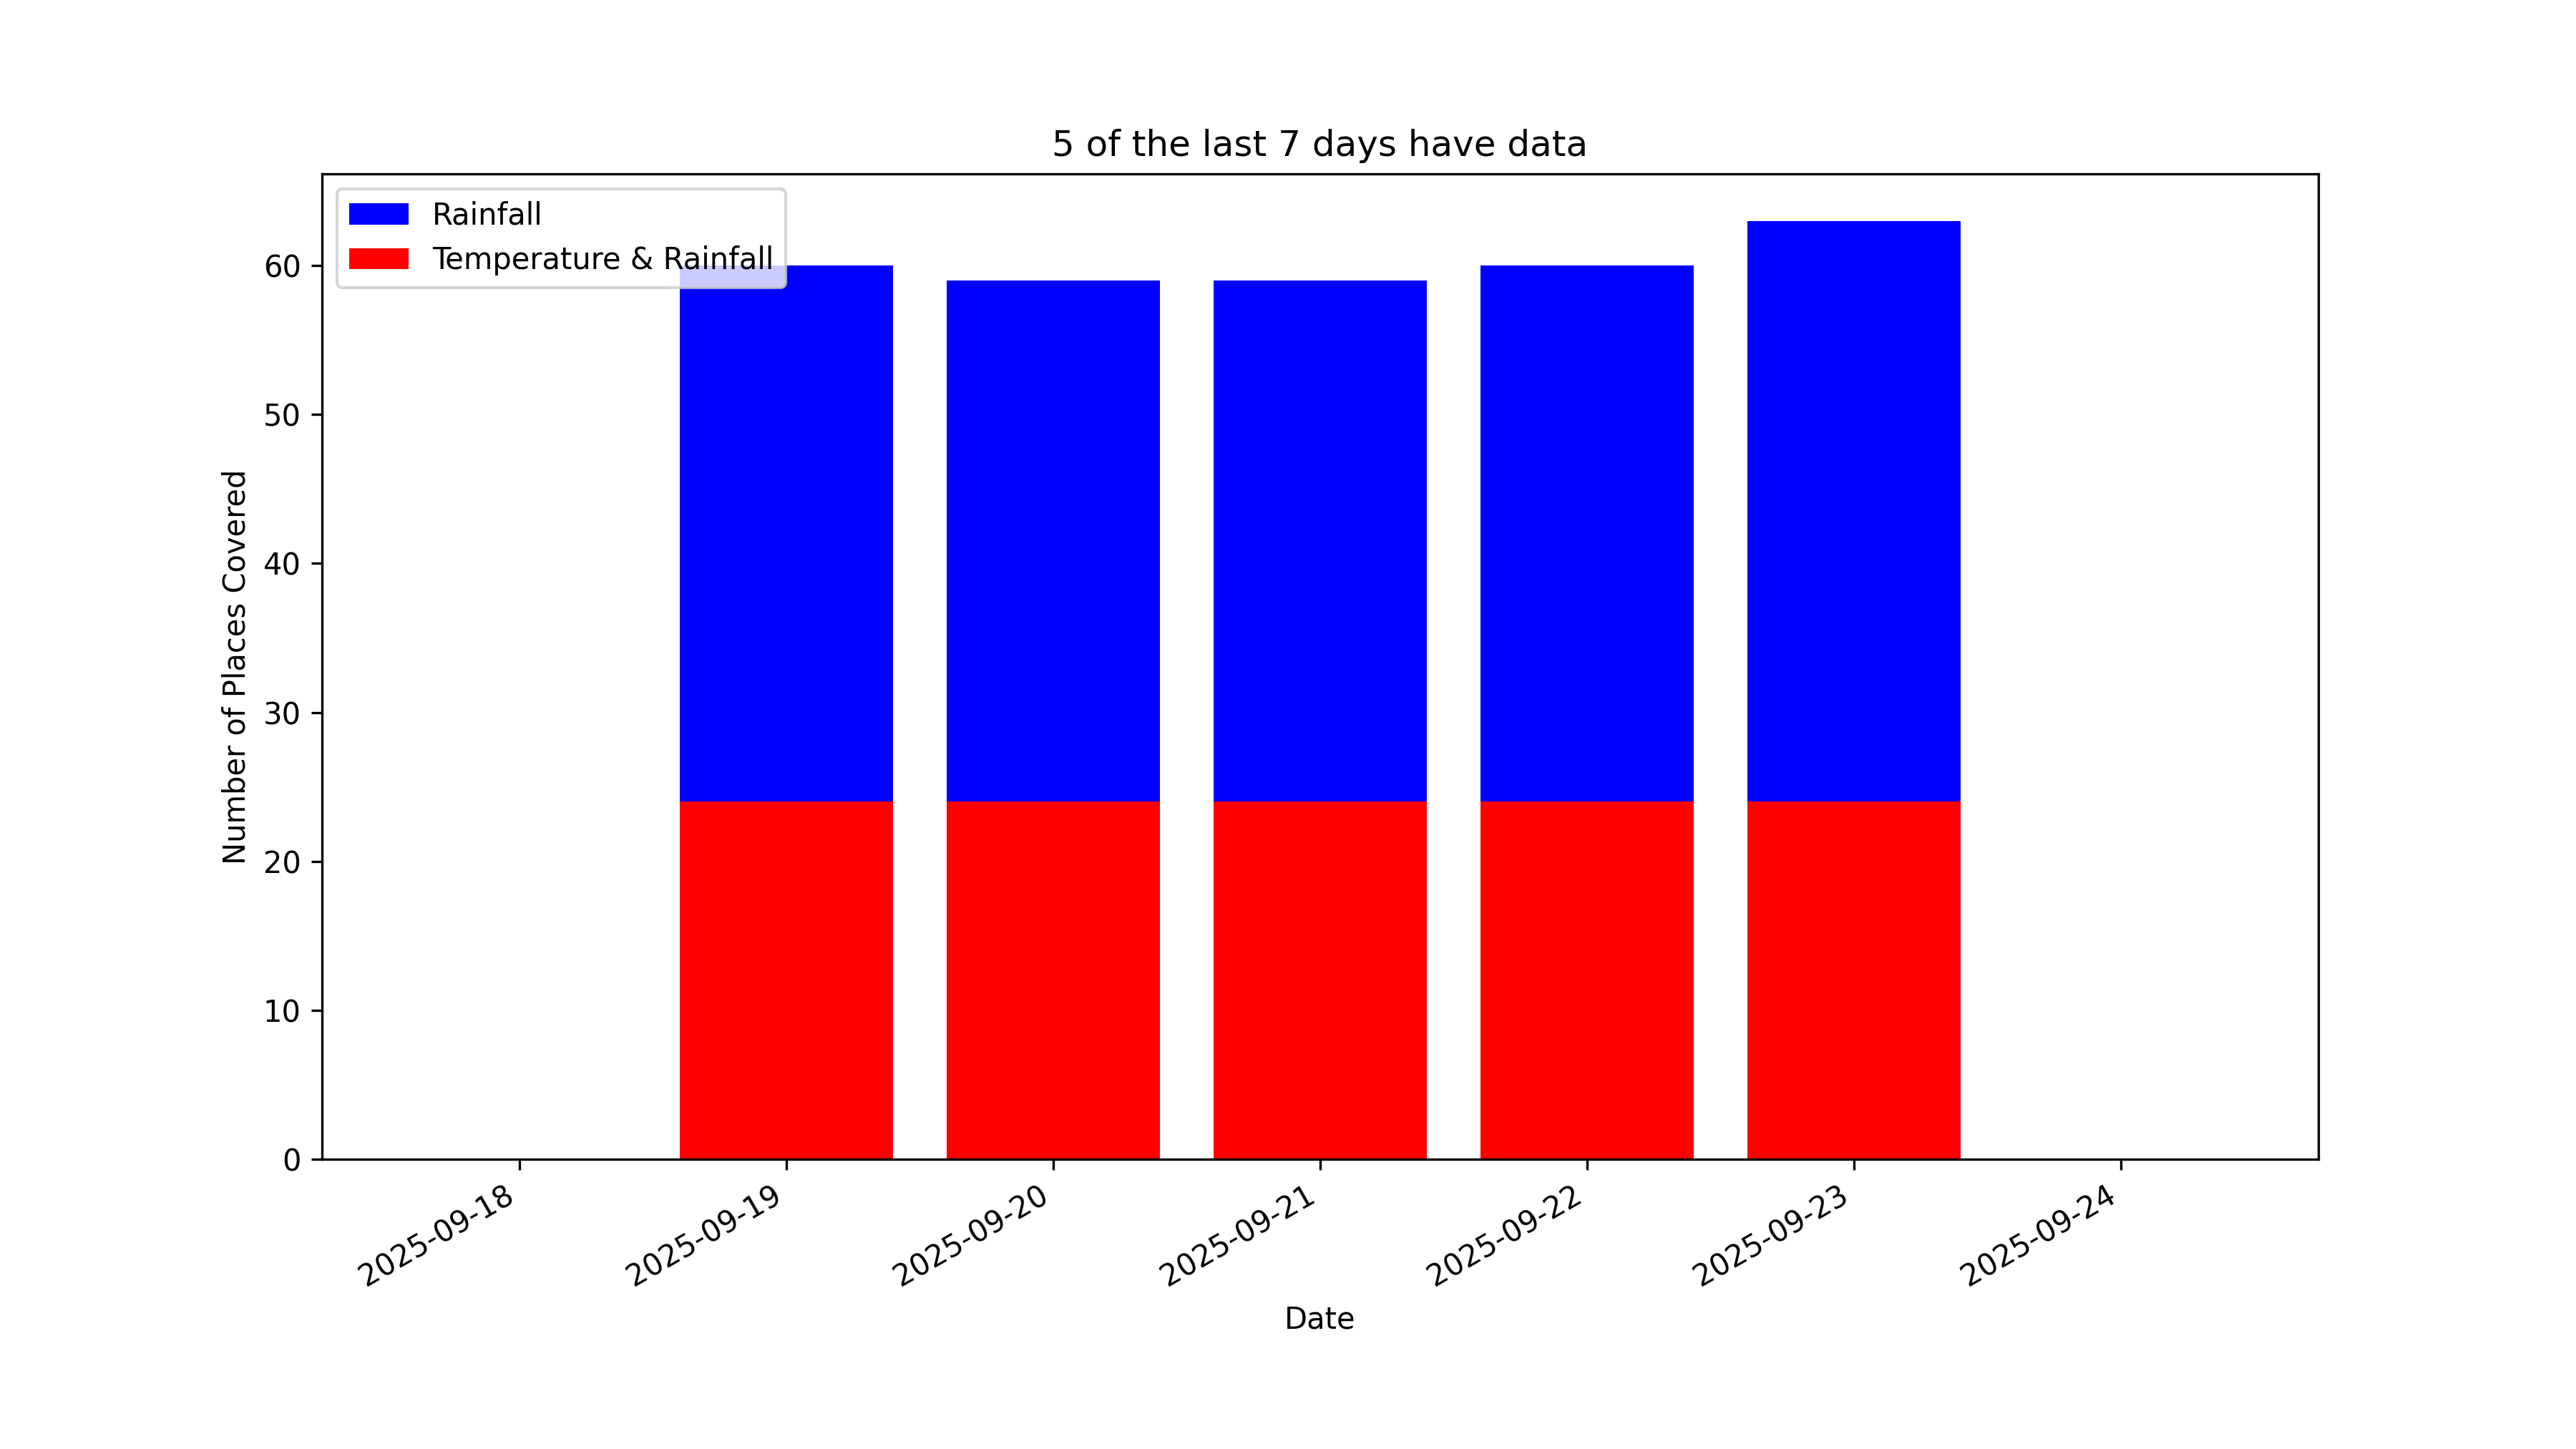 5 of the last 7 days have data
Rainfall
Temperature & Rainfall
Number of Places Covered
60
50
40
30
20
10
0
2025-09-18
2025-09-19
2025-09-20
2025-09-21
2025-09-22
2025-09-23
2025-09-24
Date